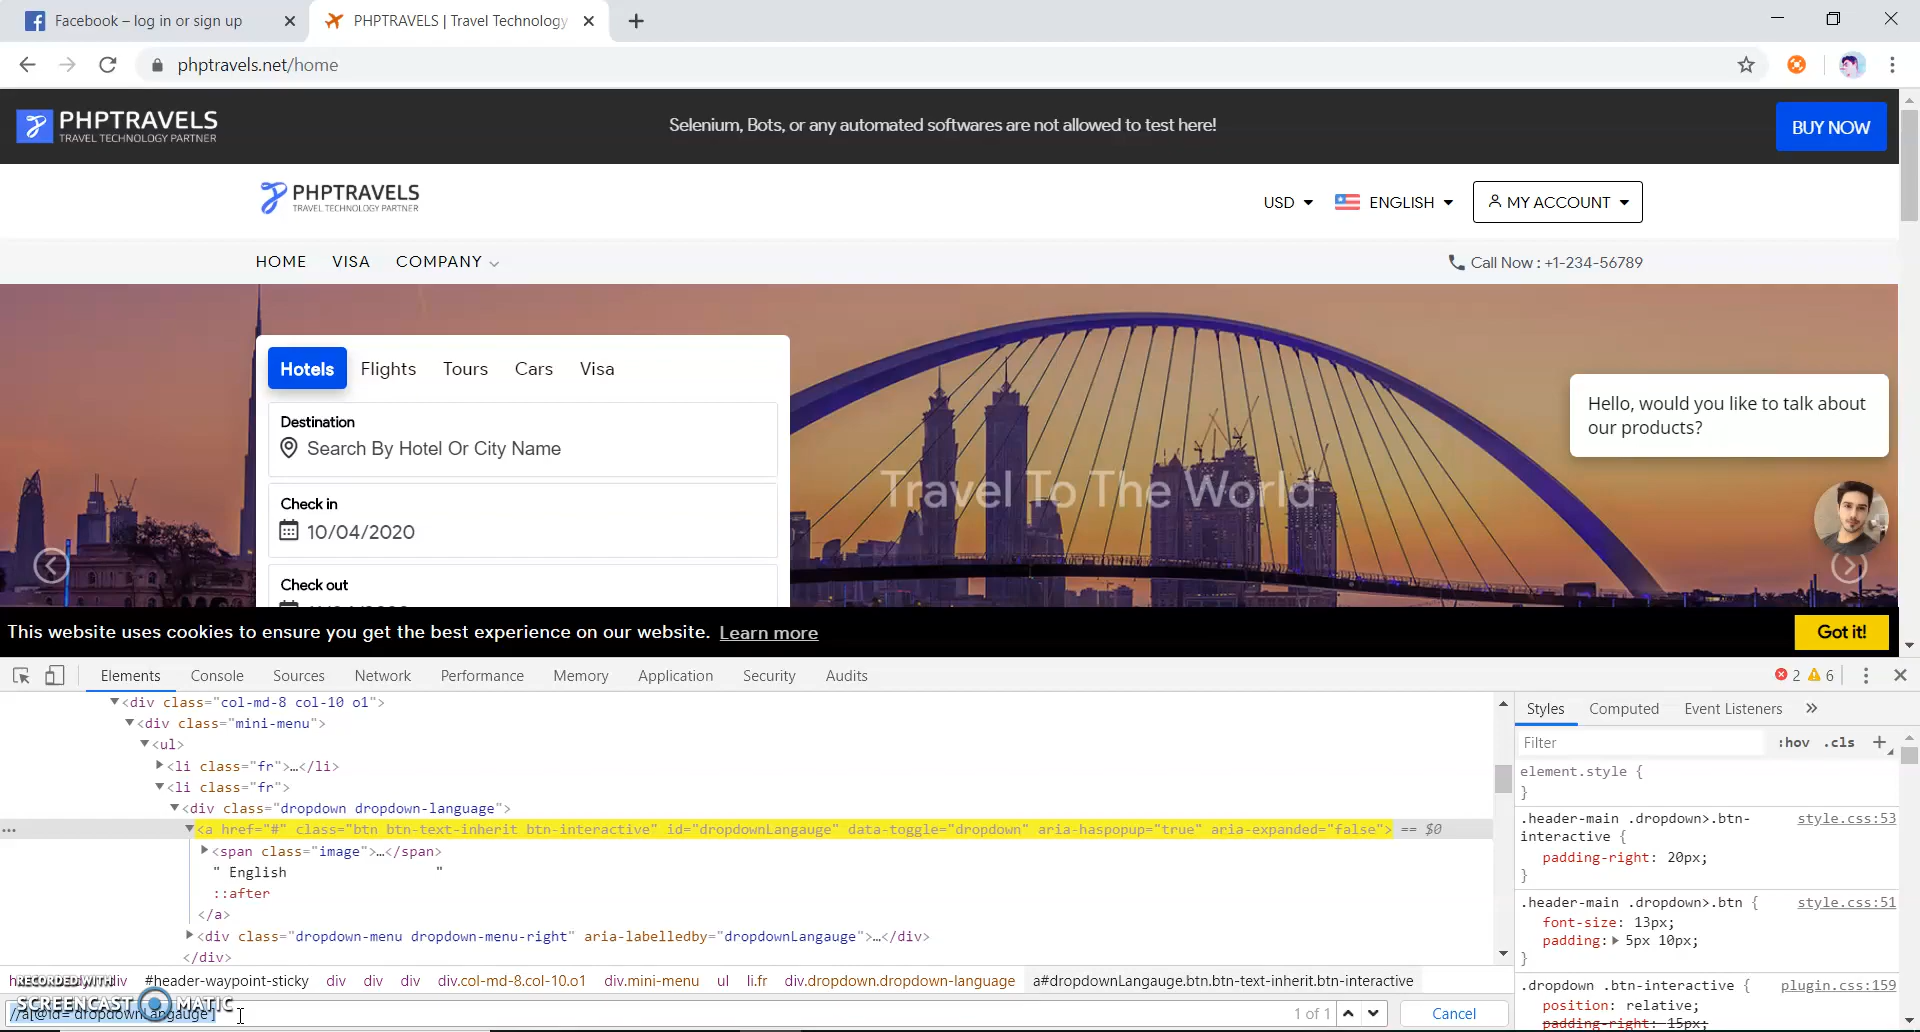 Facebook – log in or sign up
PHPTRAVELS | Travel Technology
phptravels.net/home
PHPTRAVELS
TRAVEL TECHNOLOGY PARTNER
Selenium, Bots, or any automated softwares are not allowed to test here!
BUY NOW
PHPTRAVELS
TRAVEL TECHNOLOGY PARTNER
USD
ENGLISH
MY ACCOUNT
HOME VISA COMPANY
Call Now : +1-234-56789
Hotels Flights Tours Cars Visa
Destination
Search By Hotel Or City Name
Check in
10/04/2020
Check out
Travel To The World
Hello, would you like to talk about
our products?
This website uses cookies to ensure you get the best experience on our website. Learn more
Got it!
Elements Console Sources Network Performance Memory Application Security Audits
2 6
<div class="col-md-8 col-10 o1">
<div class="mini-menu">
<ul>
<li class="fr">…</li>
<li class="fr">
<div class="dropdown dropdown-language">
<a href="#" class="btn btn-text-inherit btn-interactive" id="dropdownLangauge" data-toggle="dropdown" aria-haspopup="true" aria-expanded="false"> == $0
<span class="image">…</span>
" English "
::after
</a>
<div class="dropdown-menu dropdown-menu-right" aria-labelledby="dropdownLangauge">…</div>
</div>
#header-waypoint-sticky div div div div.col-md-8.col-10.o1 div.mini-menu ul li.fr div.dropdown.dropdown-language a#dropdownLangauge.btn.btn-text-inherit.btn-interactive
RECORDED WITH
SCREENCAST MATIC
//a[@id='dropdownLangauge']
1 of 1
Cancel
Styles Computed Event Listeners »
Filter
:hov .cls +
element.style {
}
.header-main .dropdown>.btn-interactive { style.css:53
padding-right: 20px;
}
.header-main .dropdown>.btn { style.css:51
font-size: 13px;
padding: 5px 10px;
}
.dropdown .btn-interactive { plugin.css:159
position: relative;
padding-right: 15px;